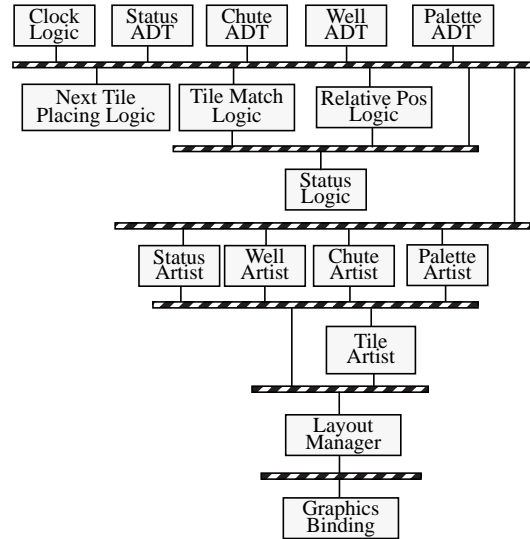 Clock
Logic
Status
ADT
Chute
ADT
Well
ADT
Palette
ADT
Next Tile
Placing Logic
Tile Match
Logic
Relative Pos
Logic
Status
Logic
Status
Artist
Well
Artist
Chute
Artist
Palette
Artist
Tile
Artist
Layout
Manager
Graphics
Binding